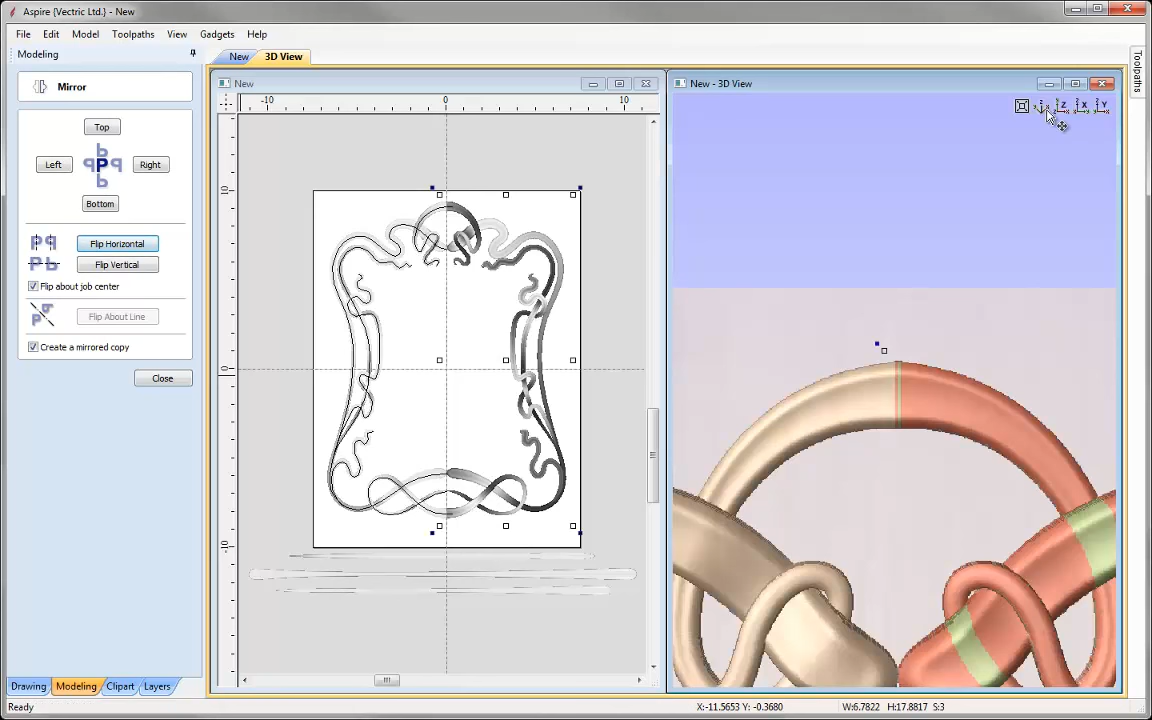 Aspire {Vectric Ltd.} - New
File Edit Model Toolpaths View Gadgets Help
Modeling
New 3D View
Mirror
New
New - 3D View
Toolpaths
-10 0 10
Z X Y
Top
Left Right
Bottom
Flip Horizontal
Flip Vertical
Flip about job center
Flip About Line
Create a mirrored copy
Close
10
0
-10
Drawing Modeling Clipart Layers
Ready
X:-11.5653 Y: -0.3680
W:6.7822 H:17.8817 S:3